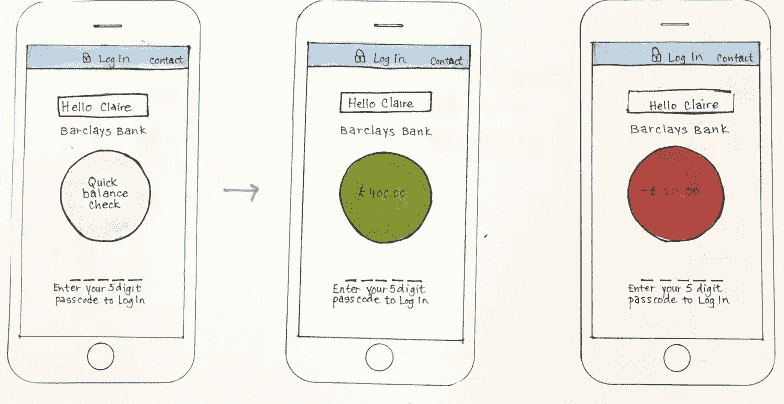 Log In contact
Hello Claire
Barclays Bank
Quick
balance
check
Enter your 5 digit
passcode to Log In
Log In Contact
Hello Claire
Barclays Bank
£400.00
Enter your 5 digit
passcode to Log In
Log In Contact
Hello Claire
Barclays Bank
-£ 10.00
Enter your 5 digit
passcode to Log In